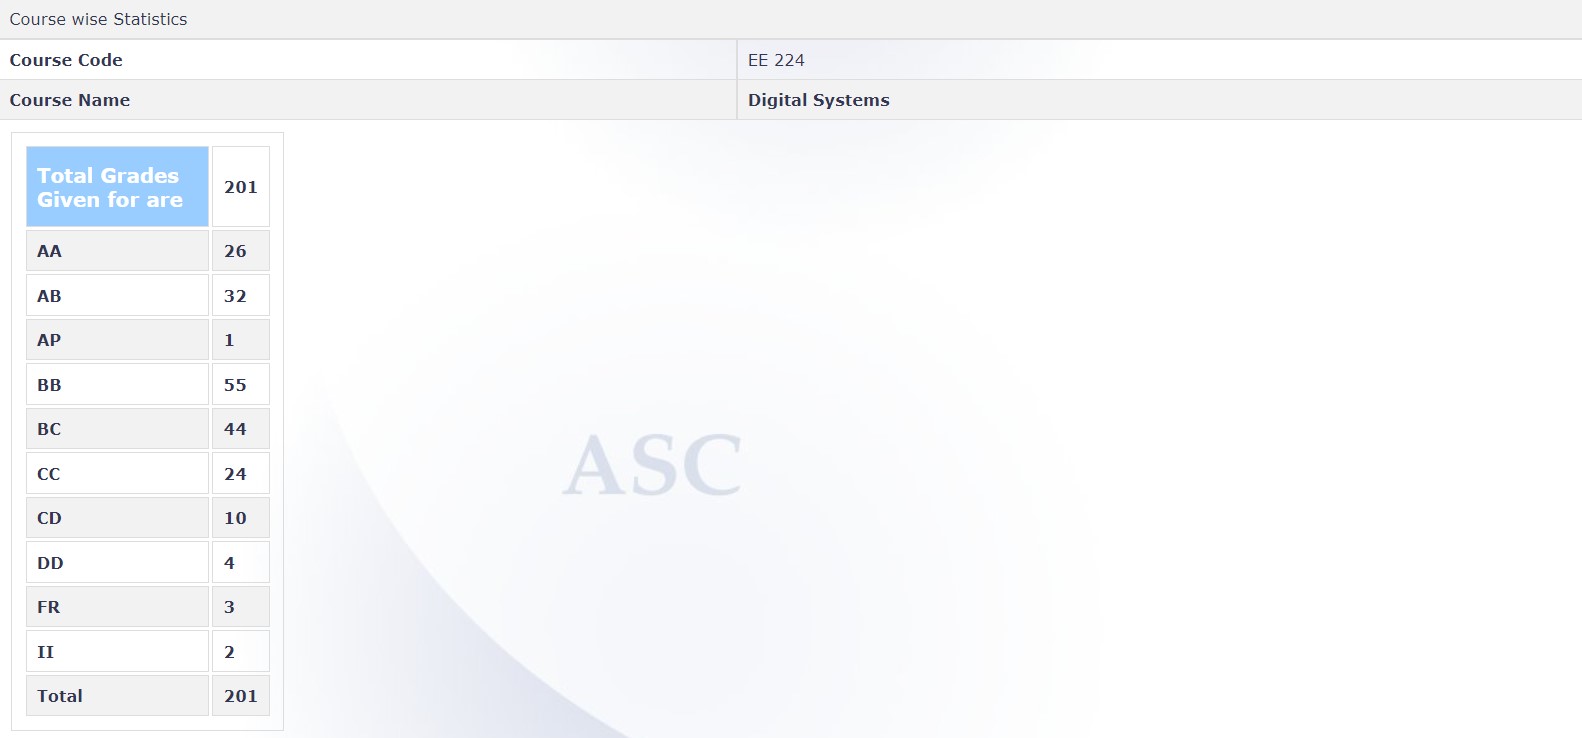 Course wise Statistics
Course Code EE 224
Course Name Digital Systems
Total Grades
Given for are 201
AA 26
AB 32
AP 1
BB 55
BC 44
CC 24
CD 10
DD 4
FR 3
II 2
Total 201
ASC